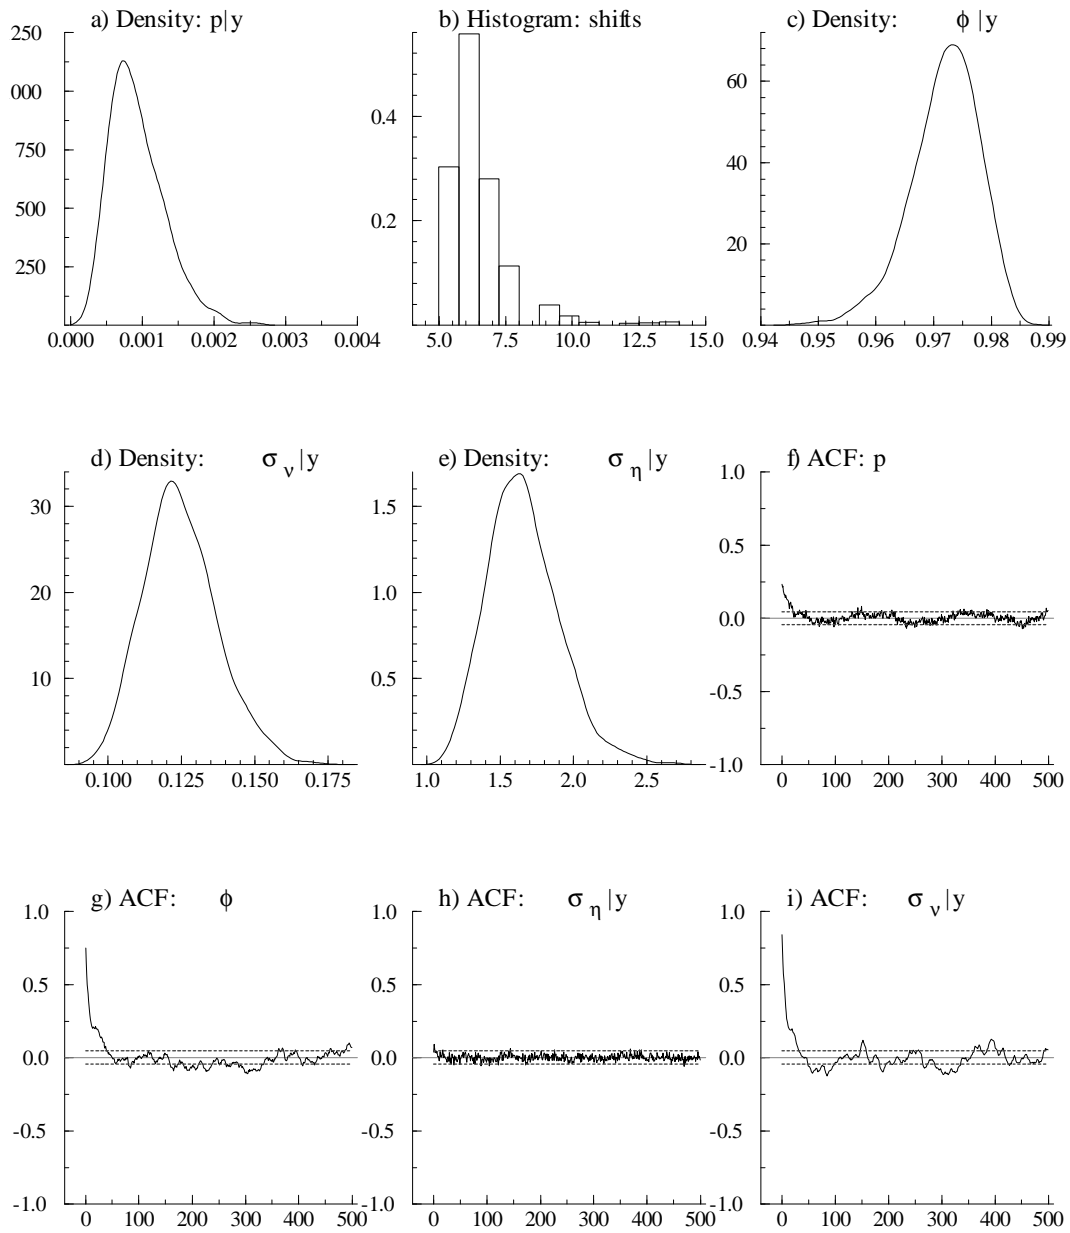 a) Density: p|y
250
000
750
500
250
0.000 0.001 0.002 0.003 0.004
b) Histogram: shifts
0.4
0.2
5.0 7.5 10.0 12.5 15.0
c) Density: ϕ |y
60
40
20
0.94 0.95 0.96 0.97 0.98 0.99
d) Density: σ ν |y
30
20
10
0.100 0.125 0.150 0.175
e) Density: σ η |y
1.5
1.0
0.5
1.0 1.5 2.0 2.5
f) ACF: p
1.0
0.5
0.0
-0.5
-1.0
0 100 200 300 400 500
g) ACF: ϕ
1.0
0.5
0.0
-0.5
-1.0
0 100 200 300 400 500
h) ACF: σ η |y
1.0
0.5
0.0
-0.5
-1.0
0 100 200 300 400 500
i) ACF: σ ν |y
1.0
0.5
0.0
-0.5
-1.0
0 100 200 300 400 500